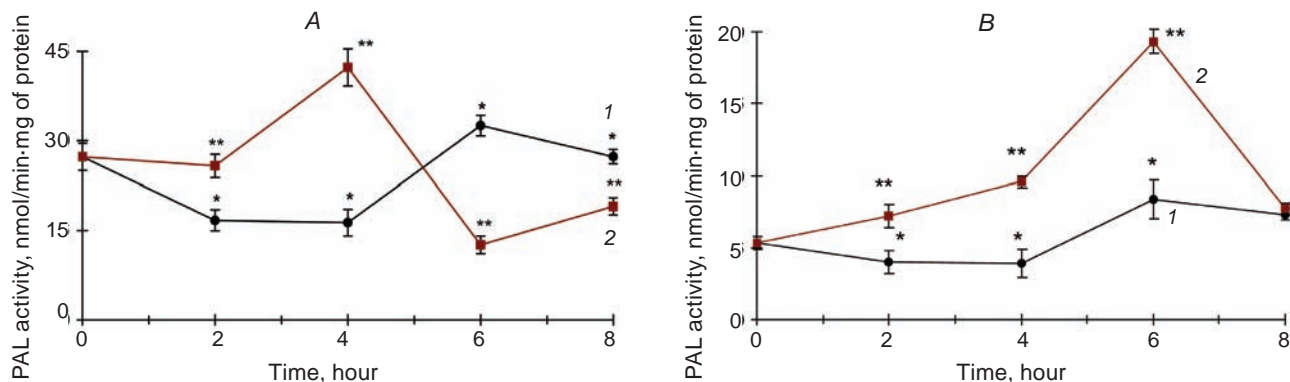 A
PAL activity, nmol/min·mg of protein
45
30
15
0
** ** * * * ** * **
1
2
0 2 4 6 8
Time, hour
B
PAL activity, nmol/min·mg of protein
20
15
10
5
0
** * ** * ** *
2
1
0 2 4 6 8
Time, hour